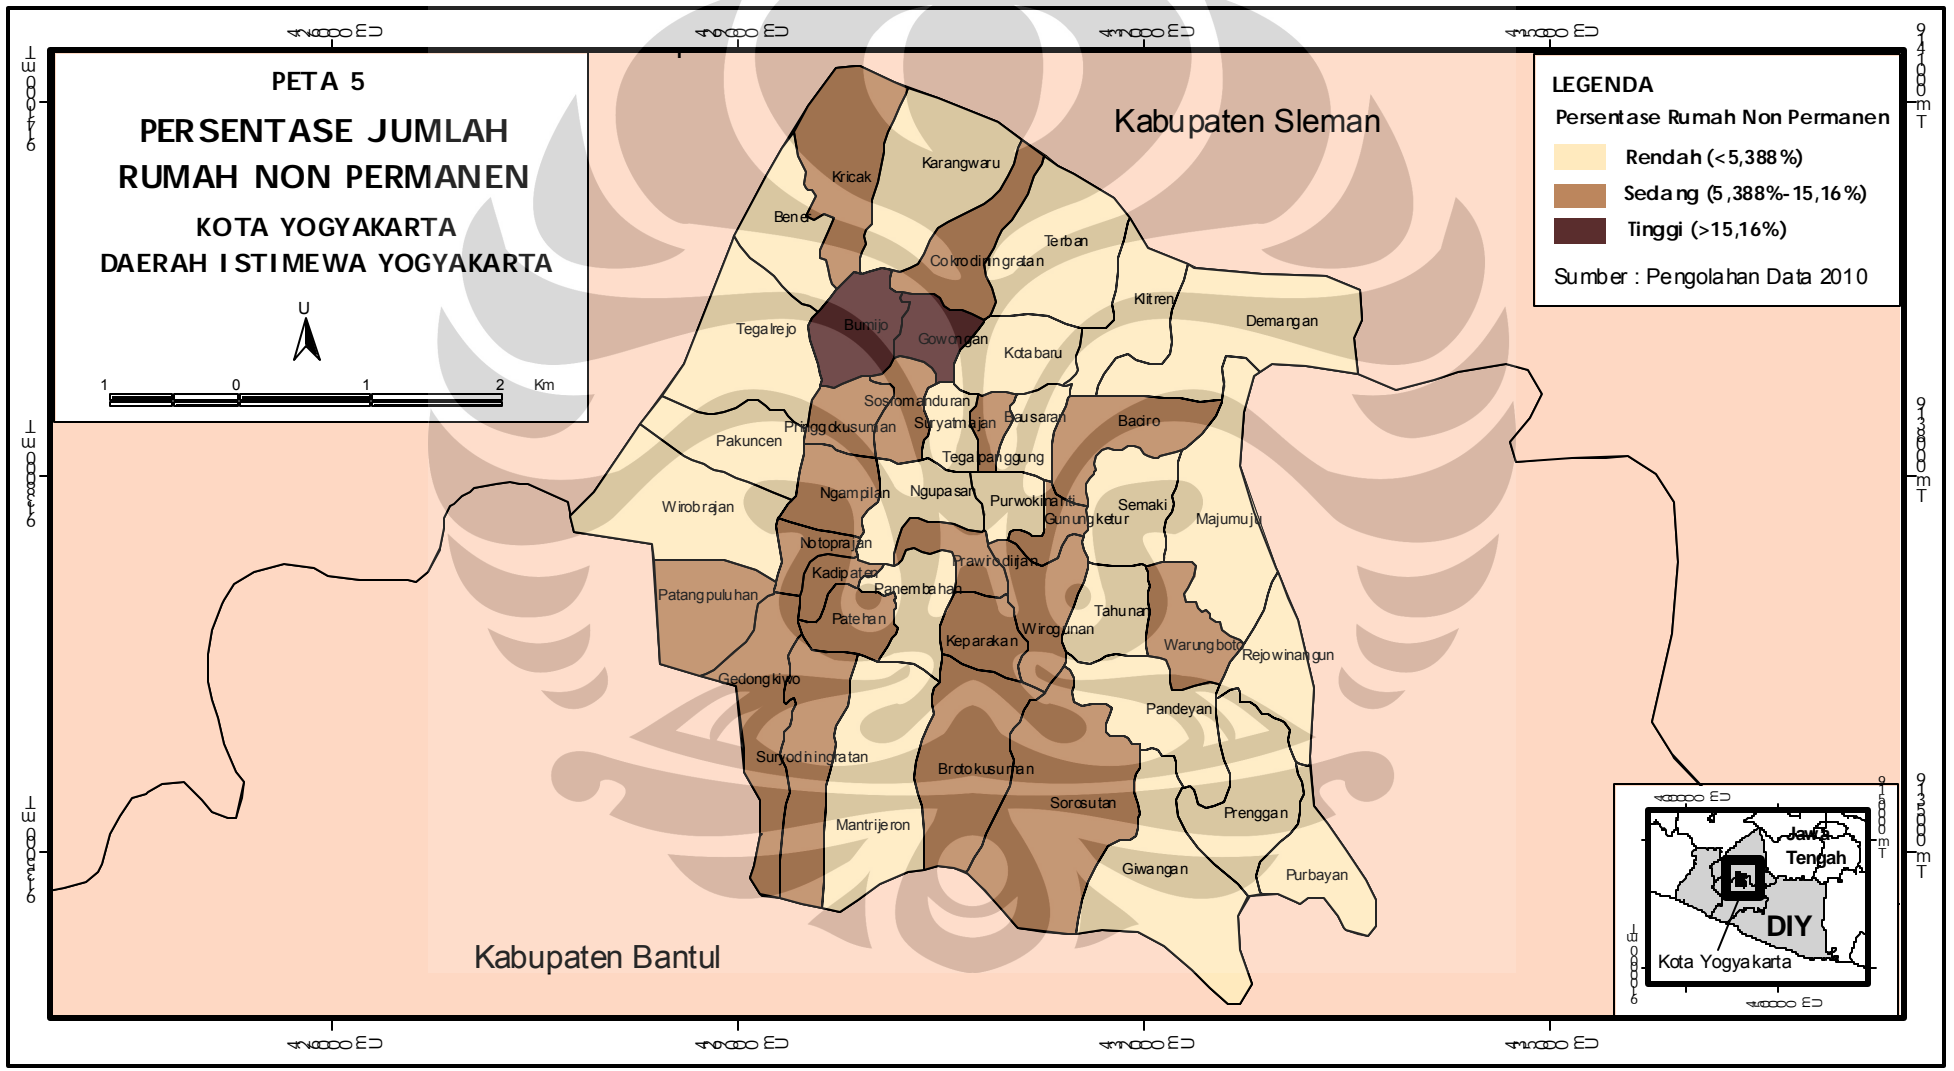 PETA 5
PERSENTASE JUMLAH
RUMAH NON PERMANEN
KOTA YOGYAKARTA
DAERAH ISTIMEWA YOGYAKARTA
U
1 0 1 2 Km
LEGENDA
Persentase Rumah Non Permanen
Rendah (<5,388%)
Sedang (5,388%-15,16%)
Tinggi (>15,16%)
Sumber : Pengolahan Data 2010
Kabupaten Sleman
Kabupaten Bantul
Kricak
Karangwaru
Bener
Terban
Cokrodiningratan
Klitren
Demangan
Tegalrejo
Bumijo
Gowongan
Kotabaru
Sosromanduran
Pringgokusuman
Suryatmajan
Bausaran
Baciro
Pakuncen
Tegalpanggung
Wirobrajan
Ngampilan
Ngupasan
Purwokinanti
Gunungketur
Semaki
Majumuju
Notoprajan
Prawirodirjan
Kadipaten
Patangpuluhan
Panembahan
Patehan
Tahunan
Keparakan
Wirogunan
Warungboto
Rejowinangun
Gedongkiwo
Pandeyan
Suryodiningratan
Brotokusuman
Sorosutan
Mantrijeron
Prenggan
Giwangan
Purbayan
Jawa
Tengah
DIY
Kota Yogyakarta